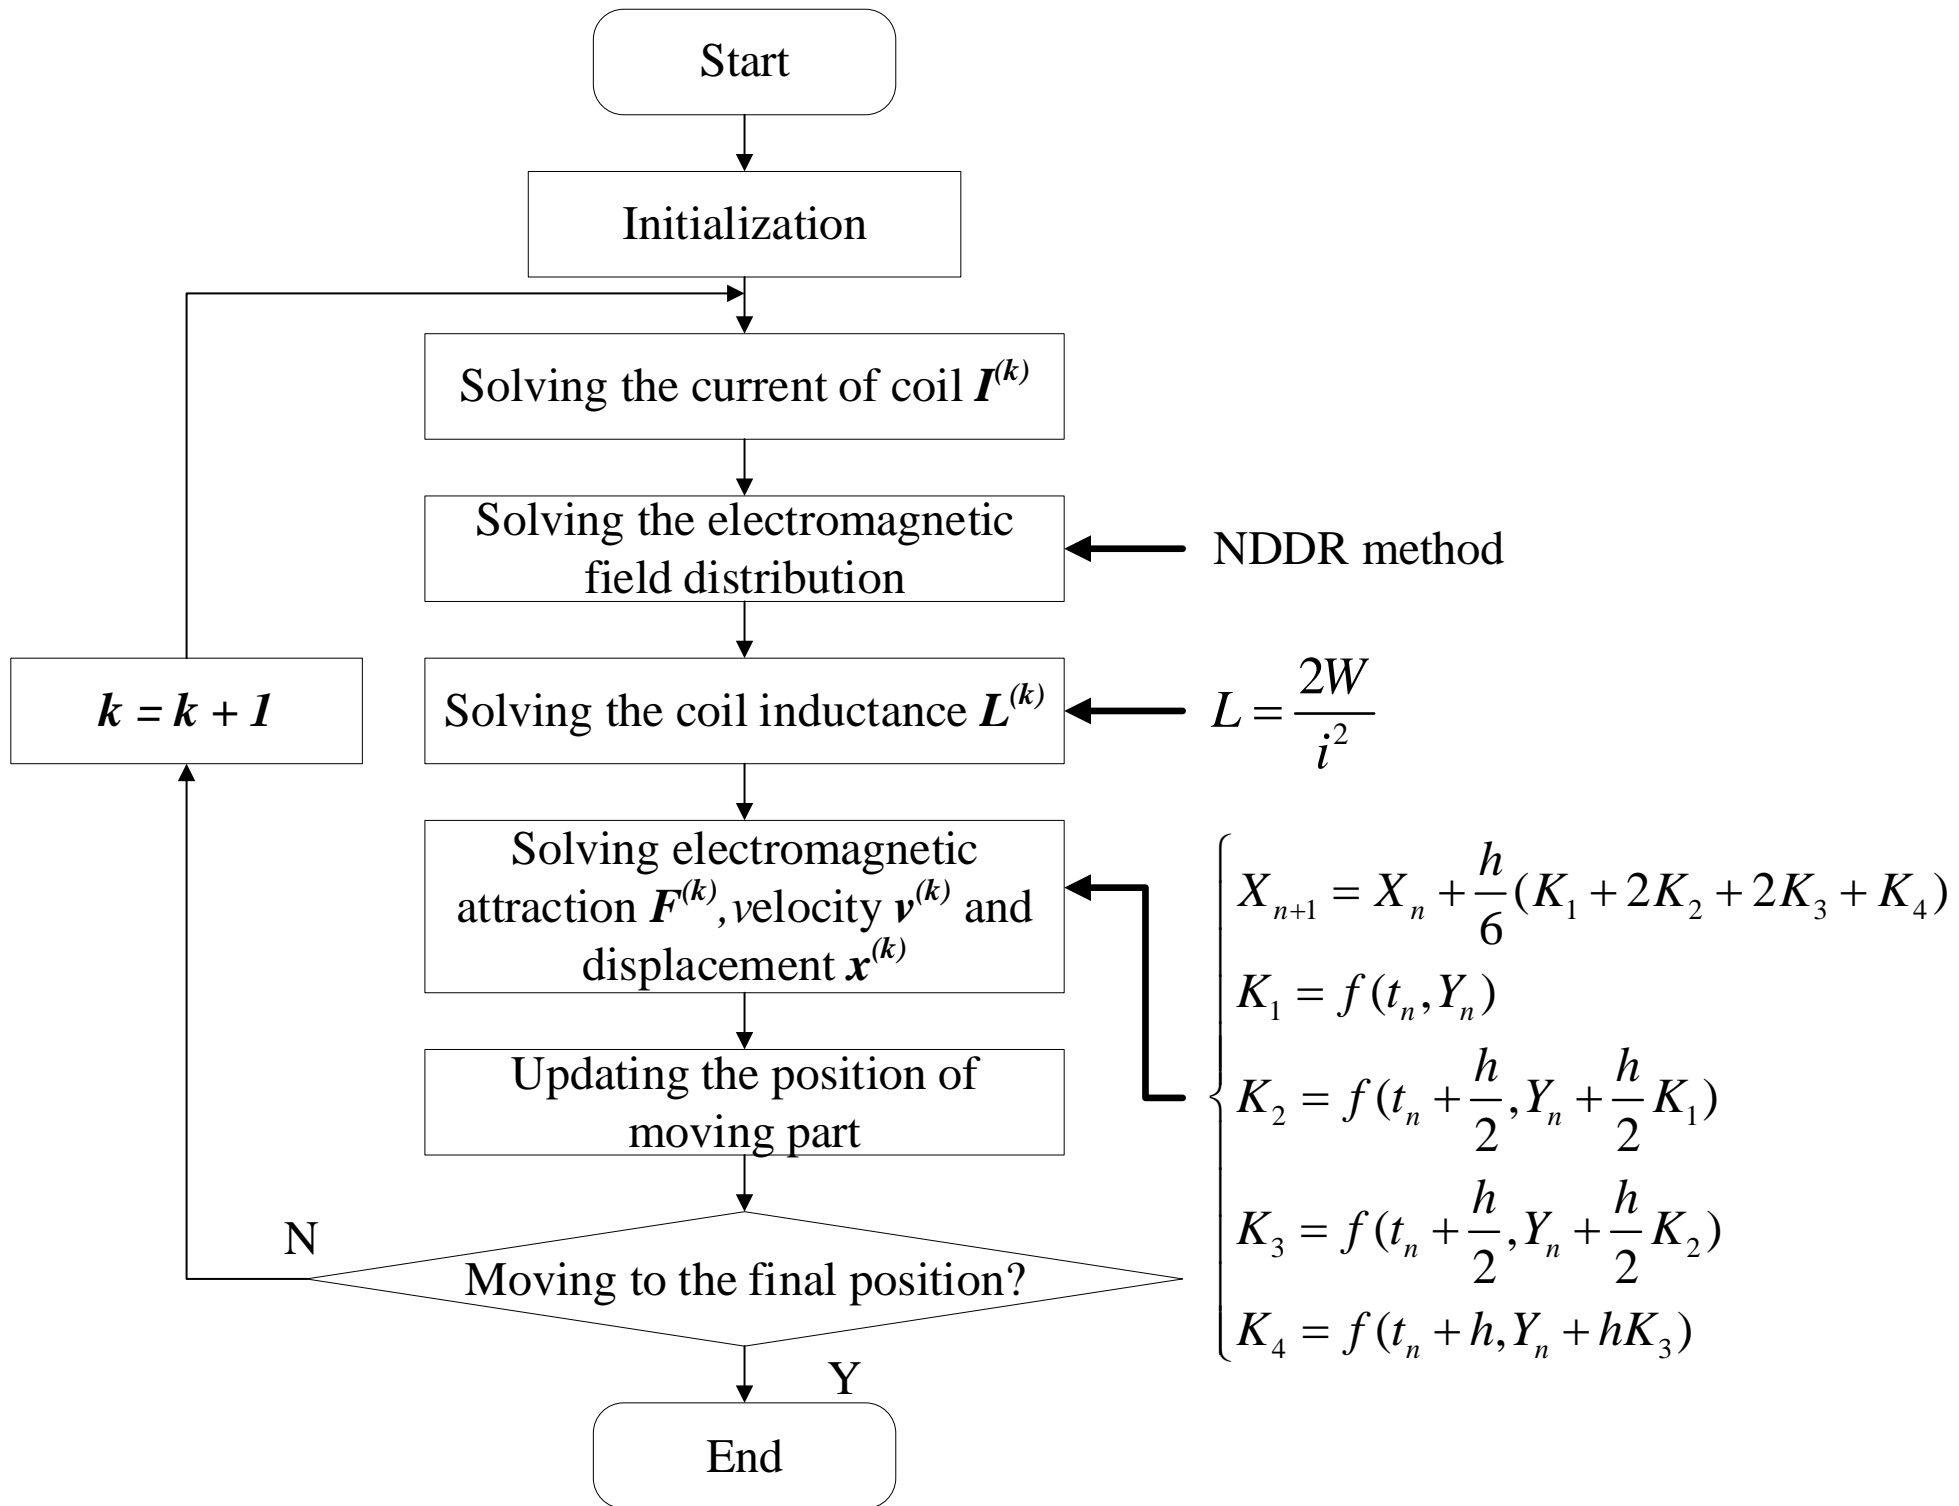 Start
Initialization
Solving the current of coil I^(k)
Solving the electromagnetic
field distribution
NDDR method
k = k + 1
Solving the coil inductance L^(k)
L = 2W / i^2
Solving electromagnetic
attraction F^(k),velocity v^(k) and
displacement x^(k)
X_{n+1} = X_n + h/6 (K_1 + 2K_2 + 2K_3 + K_4)
K_1 = f(t_n, Y_n)
K_2 = f(t_n + h/2, Y_n + h/2 K_1)
K_3 = f(t_n + h/2, Y_n + h/2 K_2)
K_4 = f(t_n + h, Y_n + hK_3)
Updating the position of
moving part
N
Moving to the final position?
Y
End